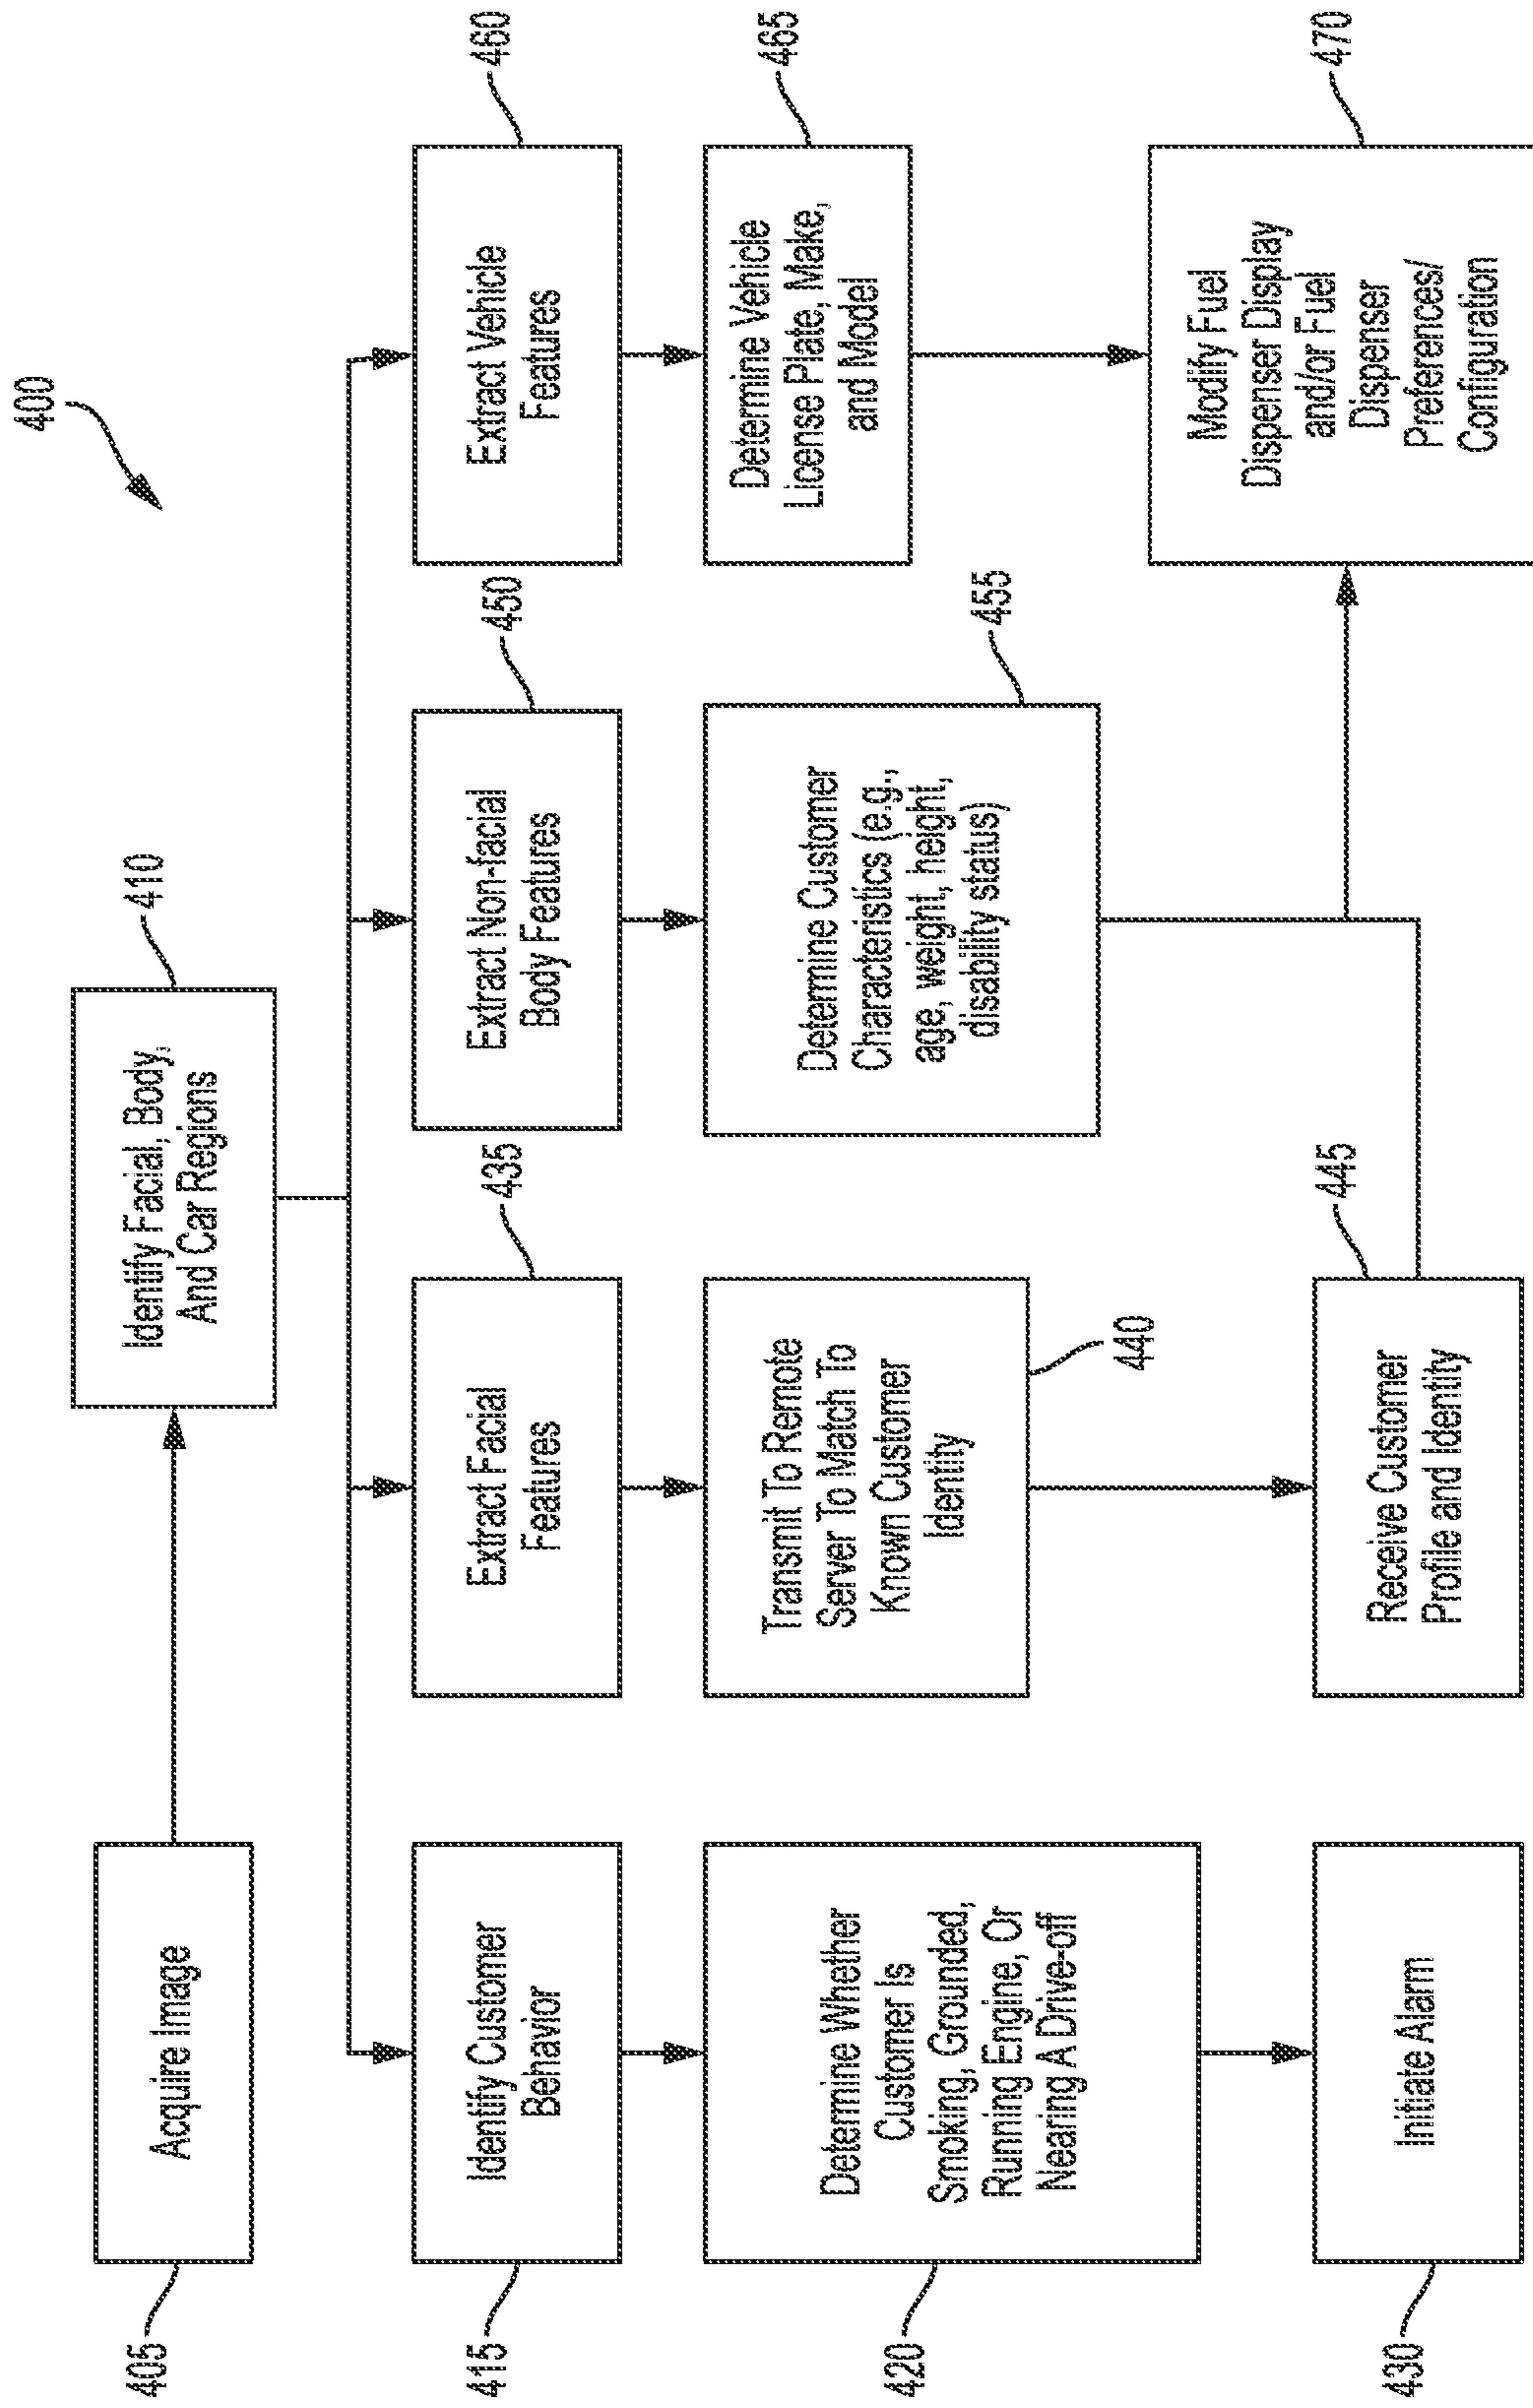 400
405
Acquire Image
410
Identify Facial, Body,
And Car Regions
415
Identify Customer
Behavior
435
Extract Facial
Features
450
Extract Non-facial
Body Features
460
Extract Vehicle
Features
420
Determine Whether
Customer Is
Smoking, Grounded,
Running Engine, Or
Nearing A Drive-off
440
Transmit To Remote
Server To Match To
Known Customer
Identity
455
Determine Customer
Characteristics (e.g.,
age, weight, height,
disability status)
465
Determine Vehicle
License Plate, Make,
and Model
430
Initiate Alarm
445
Receive Customer
Profile and Identity
470
Modify Fuel
Dispenser Display
and/or Fuel
Dispenser
Preferences/
Configuration